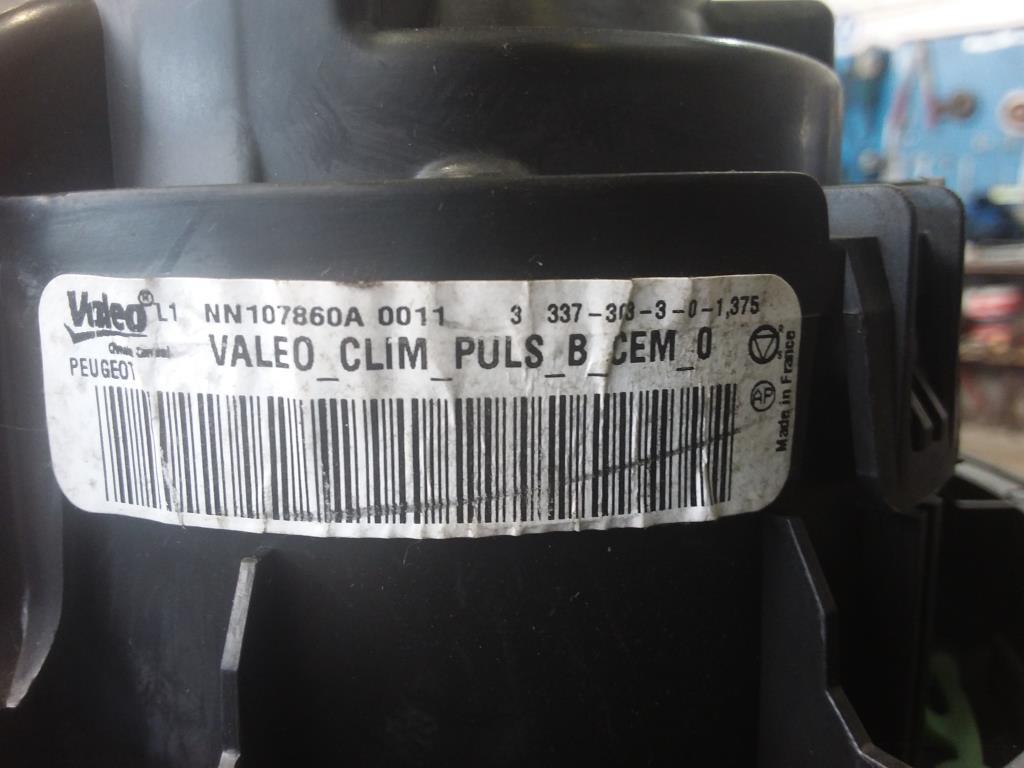 Valeo® L1 NN107860A 0011 3 337-303-3-0-1,375
PEUGEOT VALEO_CLIM_PULS_B_CEM_0
AP
Made in France